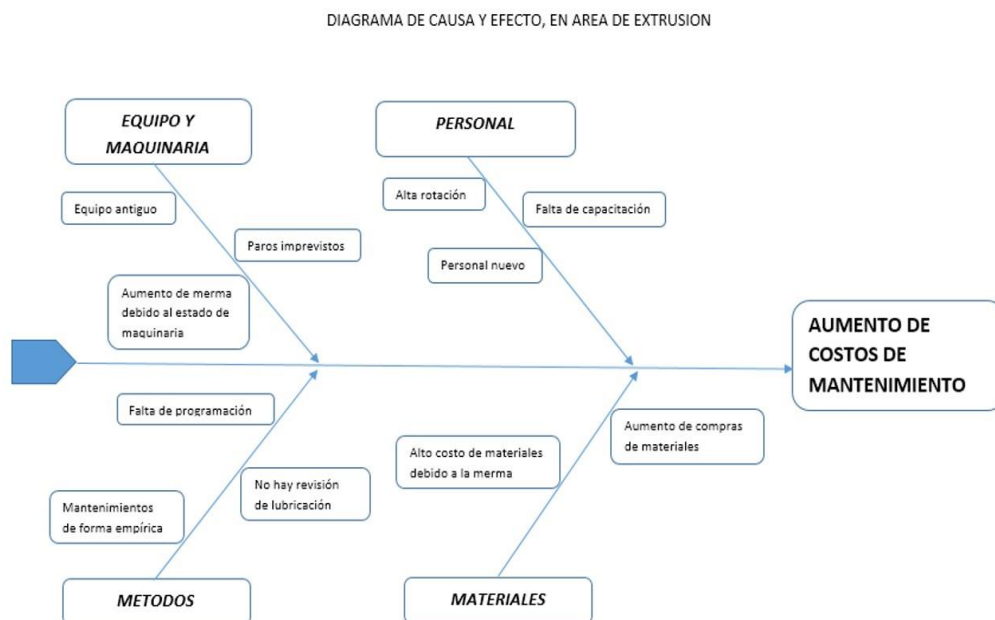 DIAGRAMA DE CAUSA Y EFECTO, EN AREA DE EXTRUSION
EQUIPO Y
MAQUINARIA
PERSONAL
Equipo antiguo
Paros imprevistos
Aumento de merma
debido al estado de
maquinaria
Alta rotación
Falta de capacitación
Personal nuevo
AUMENTO DE
COSTOS DE
MANTENIMIENTO
Falta de programación
No hay revisión
de lubricación
Mantenimientos
de forma empírica
Alto costo de materiales
debido a la merma
Aumento de compras
de materiales
METODOS
MATERIALES